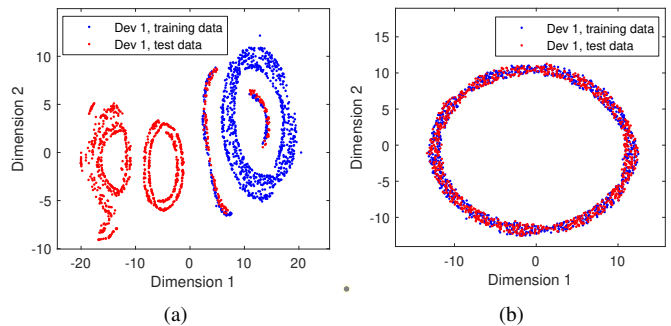 Dev 1, training data
Dev 1, test data
15
10
5
0
-5
-10
Dimension 2
-20
-10
0
10
20
Dimension 1
(a)
Dev 1, training data
Dev 1, test data
15
10
5
0
-5
-10
Dimension 2
-10
0
10
Dimension 1
(b)